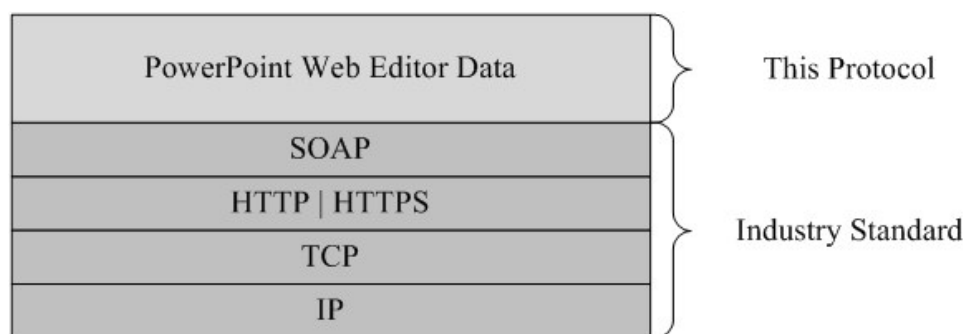 PowerPoint Web Editor Data
This Protocol
SOAP
HTTP | HTTPS
TCP
Industry Standard
IP